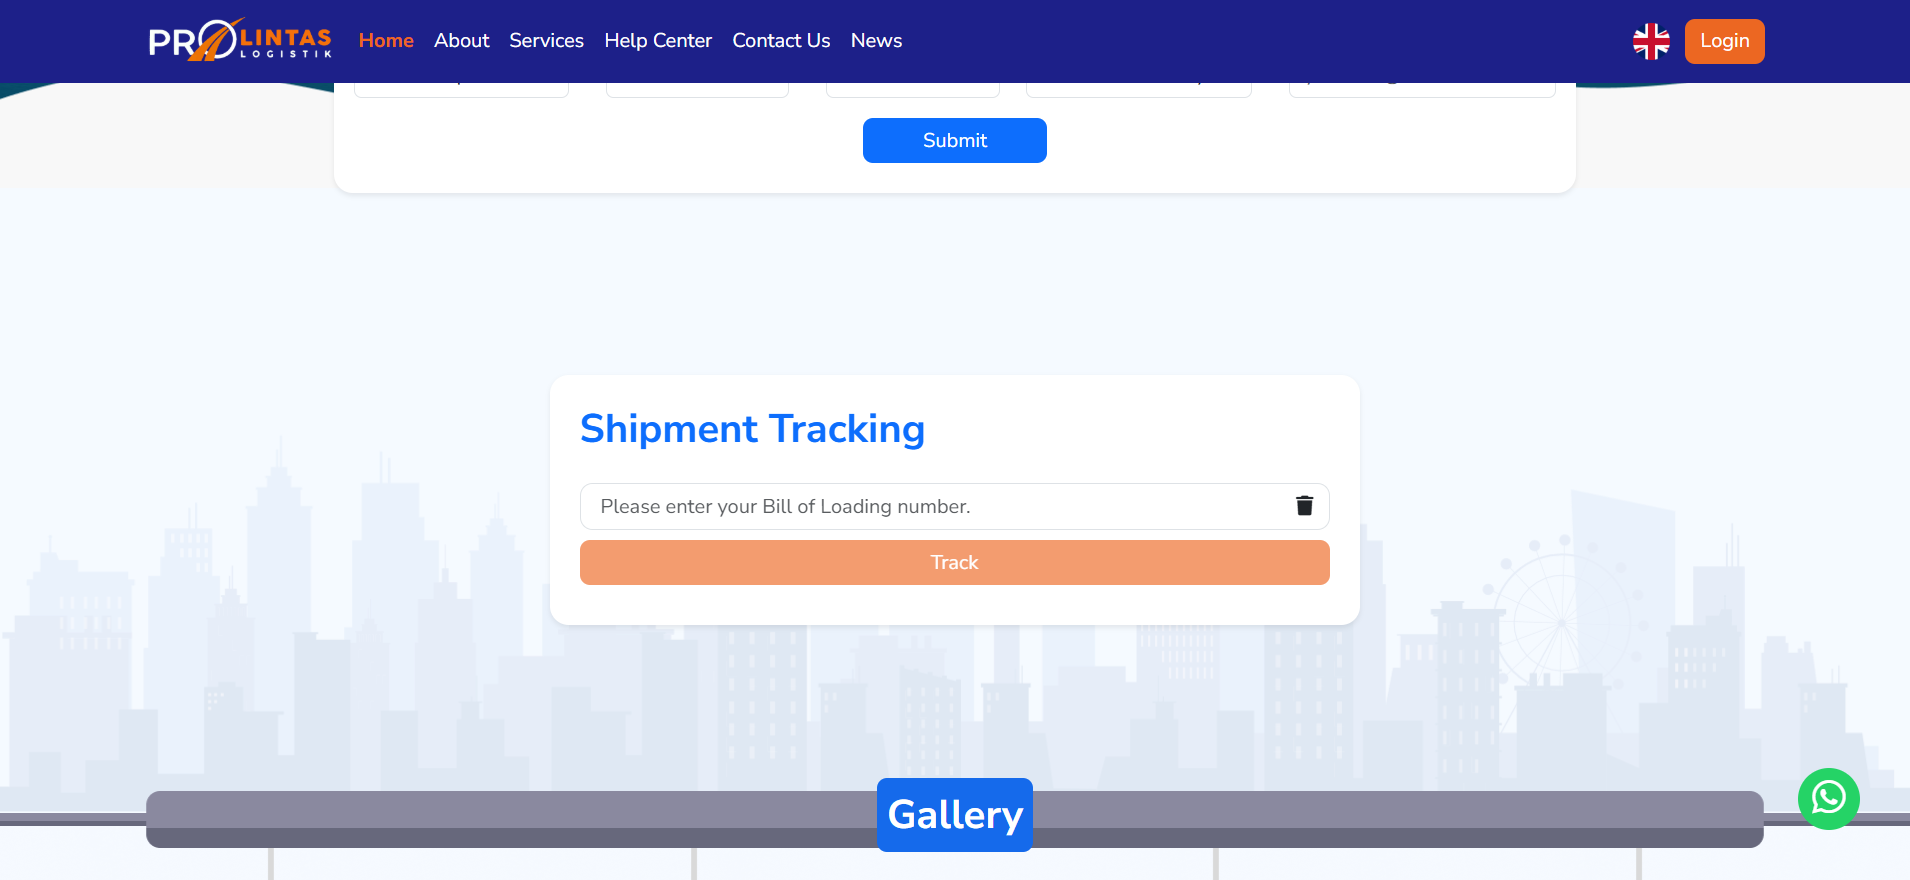 PROLINTAS
LOGISTIK
Home
About
Services
Help Center
Contact Us
News
Login
Submit
Shipment Tracking
Please enter your Bill of Loading number.
Track
Gallery